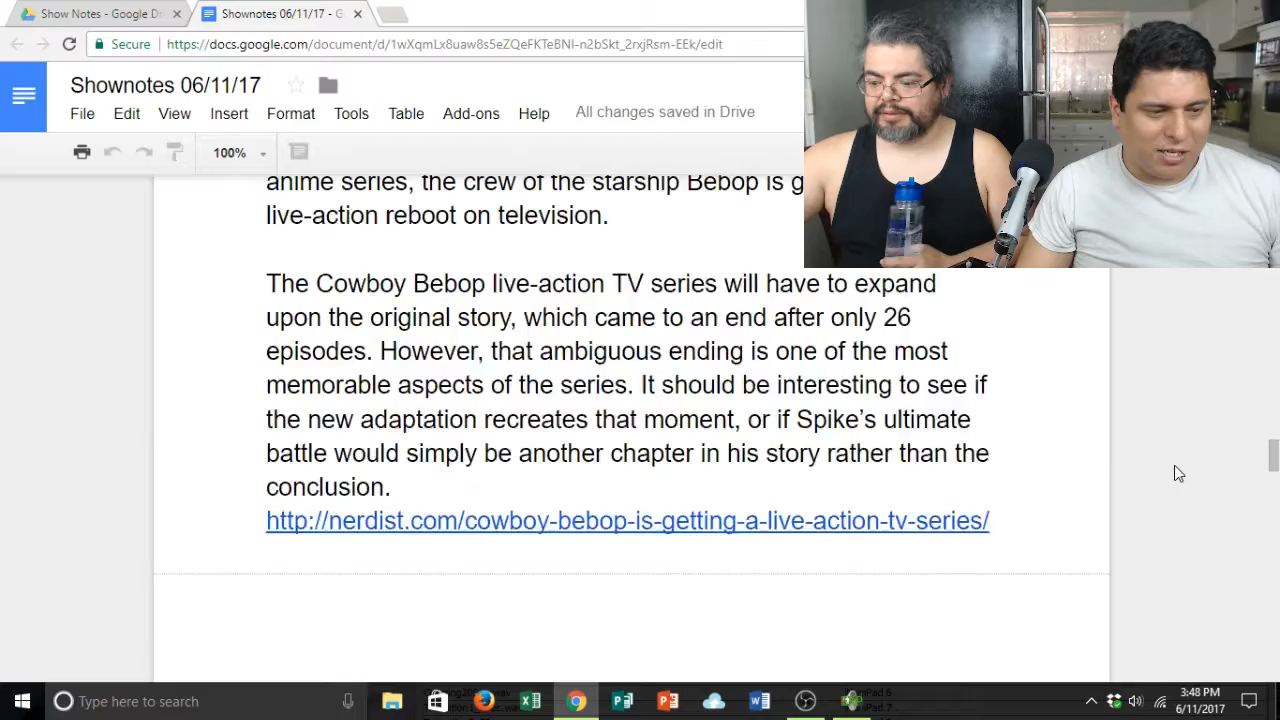 Show Notes - Google Dr
Shownotes 06/11/17 - G
Secure
https://docs.google.com/document/d/1wXqmLx8uaw8s5eZQeFKTeBNl-n2bSkt_2rxjRsm-EEk/edit
Shownotes 06/11/17
File Edit View Insert Format Tools Table Add-ons Help All changes saved in Drive
100%
anime series, the crew of the starship Bebop is g
live-action reboot on television.
The Cowboy Bebop live-action TV series will have to expand
upon the original story, which came to an end after only 26
episodes. However, that ambiguous ending is one of the most
memorable aspects of the series. It should be interesting to see if
the new adaptation recreates that moment, or if Spike's ultimate
battle would simply be another chapter in his story rather than the
conclusion.
http://nerdist.com/cowboy-bebop-is-getting-a-live-action-tv-series/
Type here to search
3:48 PM
6/11/2017